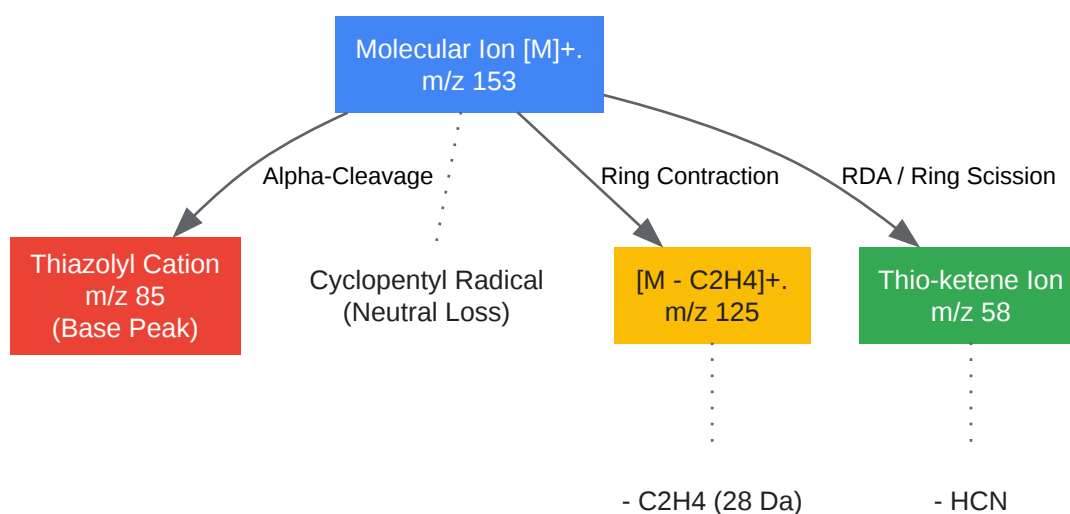 Molecular Ion [M]+.
m/z 153
Alpha-Cleavage
Ring Contraction
RDA / Ring Scission
Thiazolyl Cation
m/z 85
(Base Peak)
Cyclopentyl Radical
(Neutral Loss)
[M - C2H4]+.
m/z 125
Thio-ketene Ion
m/z 58
- C2H4 (28 Da)
- HCN